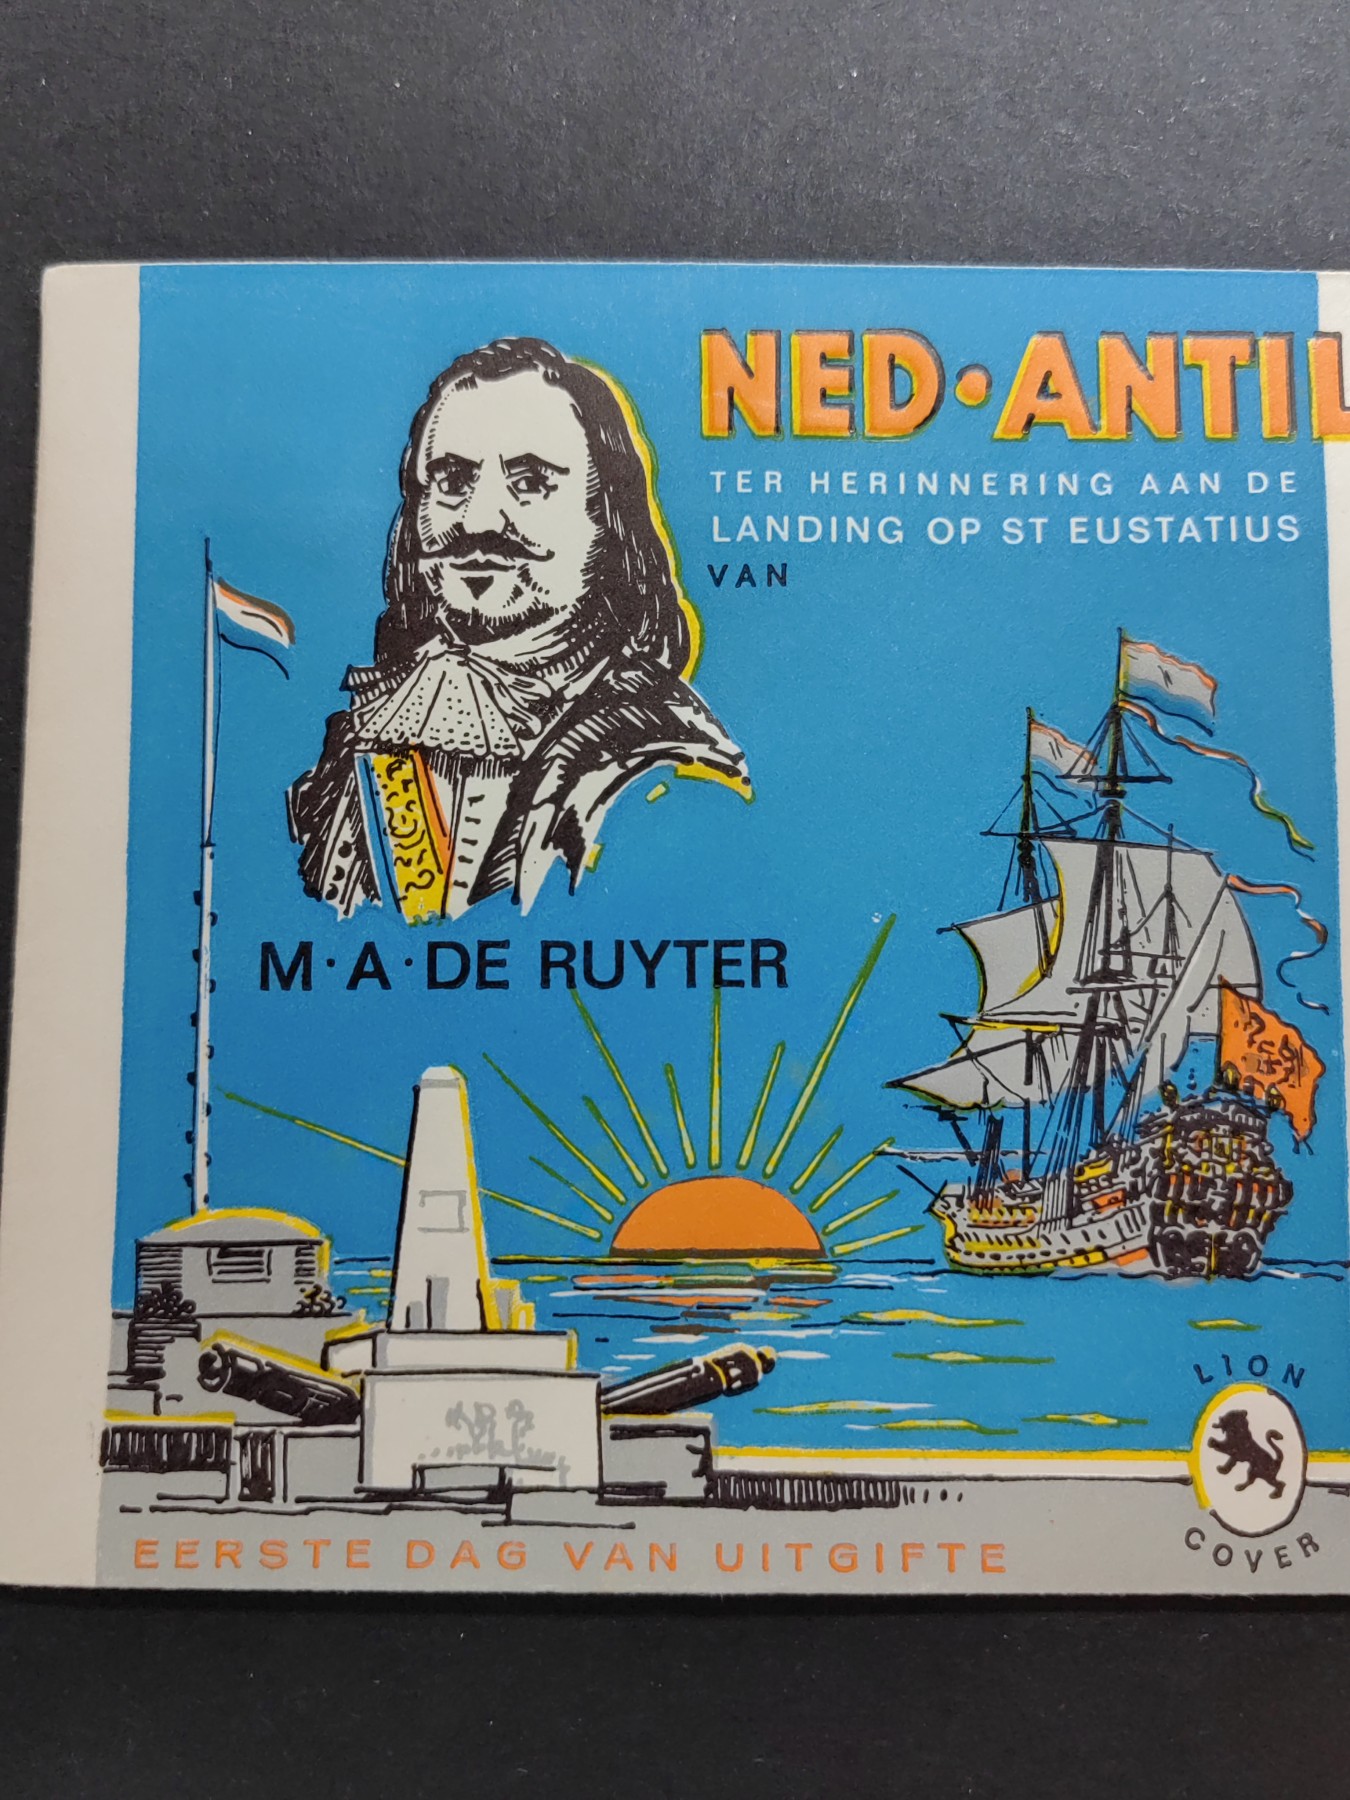 NED·ANTIL
TER HERINNERING AAN DE
LANDING OP ST EUSTATIUS
VAN
M·A·DE RUYTER
LION
COVER
EERSTE DAG VAN UITGIFTE